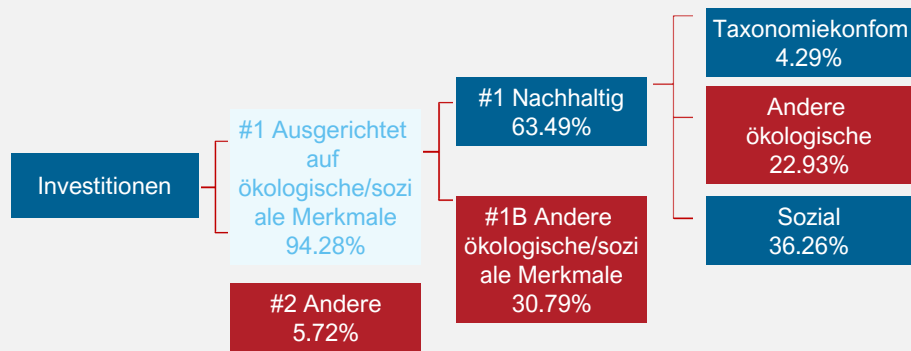 Investitionen
#1 Ausgerichtet
auf
ökologische/sozi
ale Merkmale
94.28%
#2 Andere
5.72%
#1 Nachhaltig
63.49%
#1B Andere
ökologische/sozi
ale Merkmale
30.79%
Taxonomiekonfom
4.29%
Andere
ökologische
22.93%
Sozial
36.26%